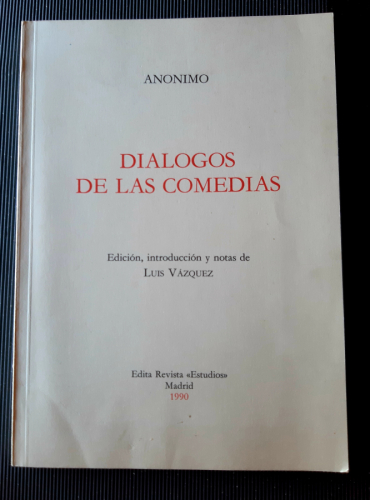 ANONIMO
DIALOGOS
DE LAS COMEDIAS
Edición, introducción y notas de
LUIS VÁZQUEZ
Edita Revista «Estudios»
Madrid
1990